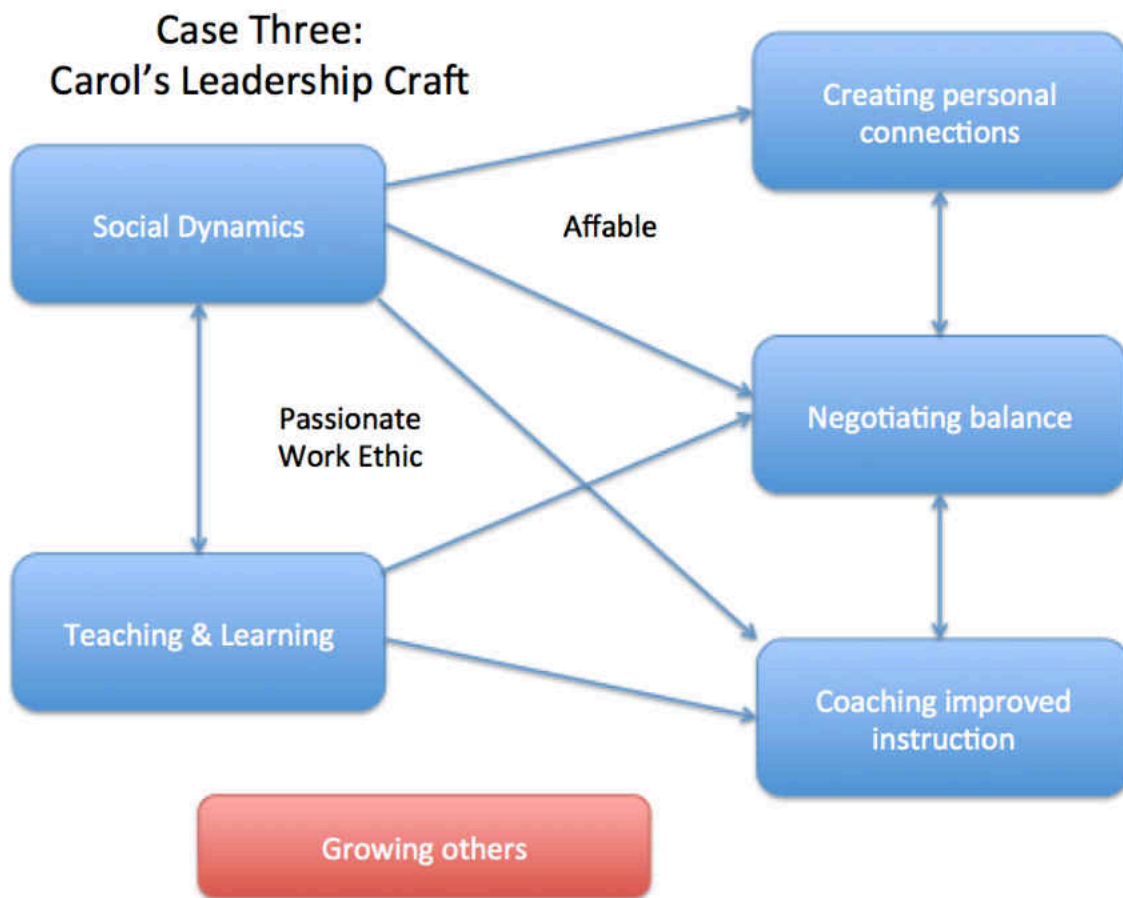 Case Three:
Carol's Leadership Craft
Creating personal
connections
Social Dynamics
Affable
Negotiating balance
Passionate
Work Ethic
Teaching & Learning
Coaching improved
instruction
Growing others